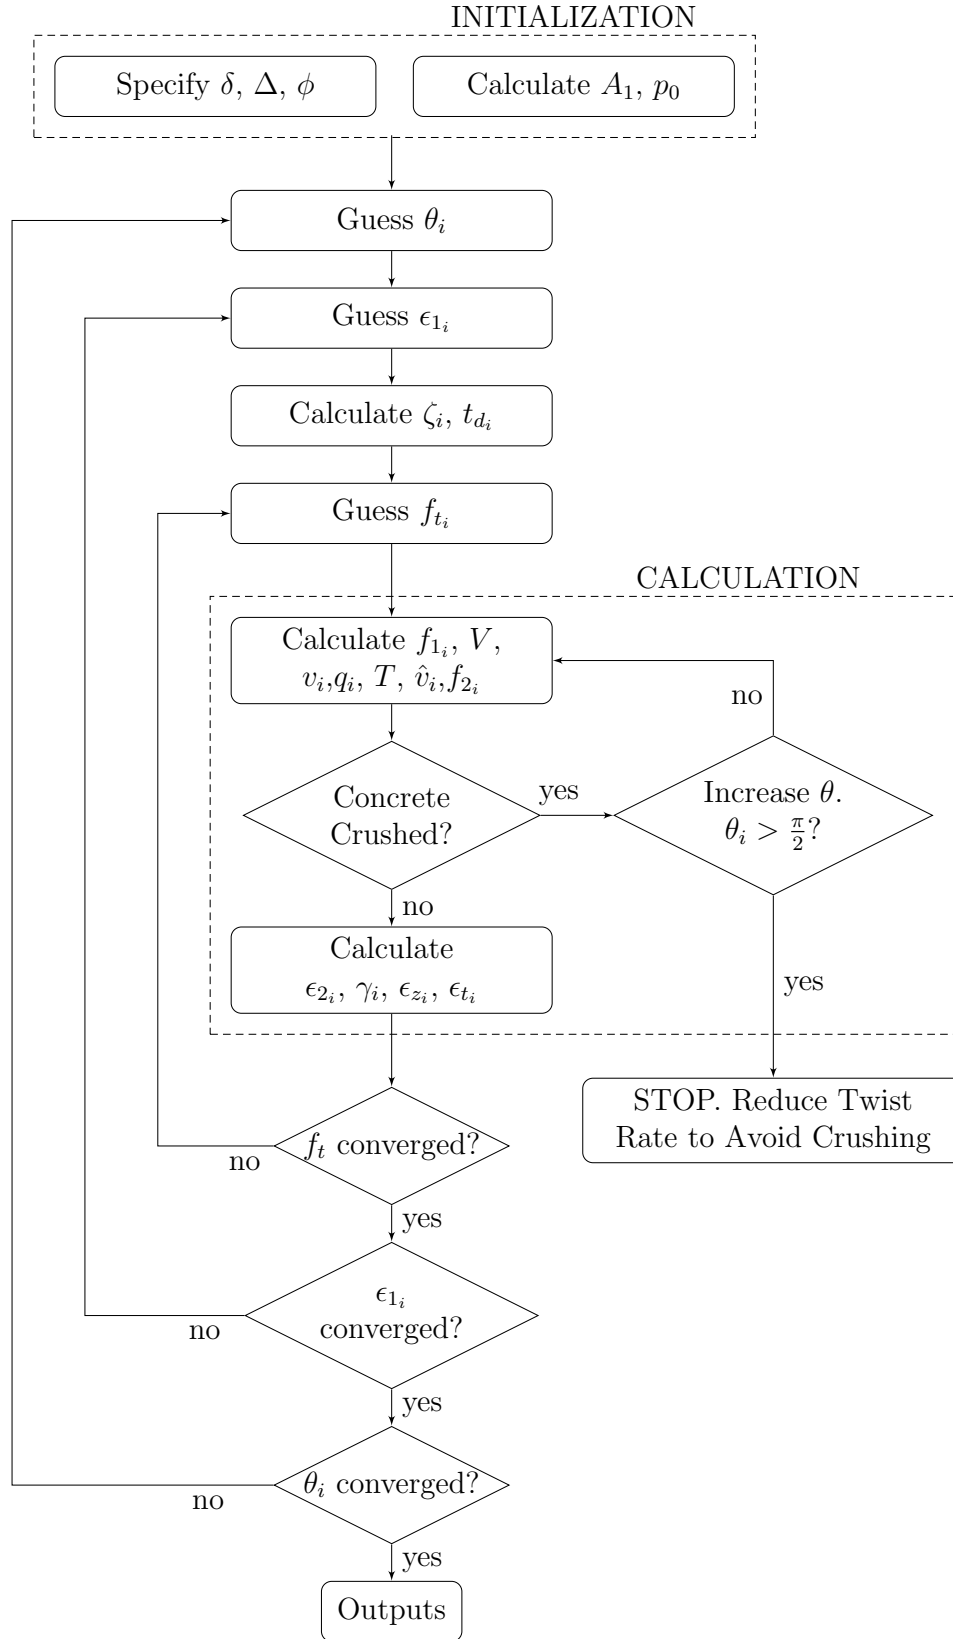 INITIALIZATION
Specify δ, Δ, ϕ
Calculate A₁, p₀
Guess θᵢ
Guess ϵ₁ᵢ
Calculate ζᵢ, t_dᵢ
Guess f_tᵢ
CALCULATION
Calculate f₁ᵢ, V,
vᵢ,qᵢ, T, v̂ᵢ,f₂ᵢ
no
Concrete
Crushed?
yes
Increase θ.
θᵢ > π/2?
no
Calculate
ϵ₂ᵢ, γᵢ, ϵ_zᵢ, ϵ_tᵢ
yes
STOP. Reduce Twist
Rate to Avoid Crushing
f_t converged?
no
yes
ϵ₁ᵢ
converged?
no
yes
θᵢ converged?
no
yes
Outputs